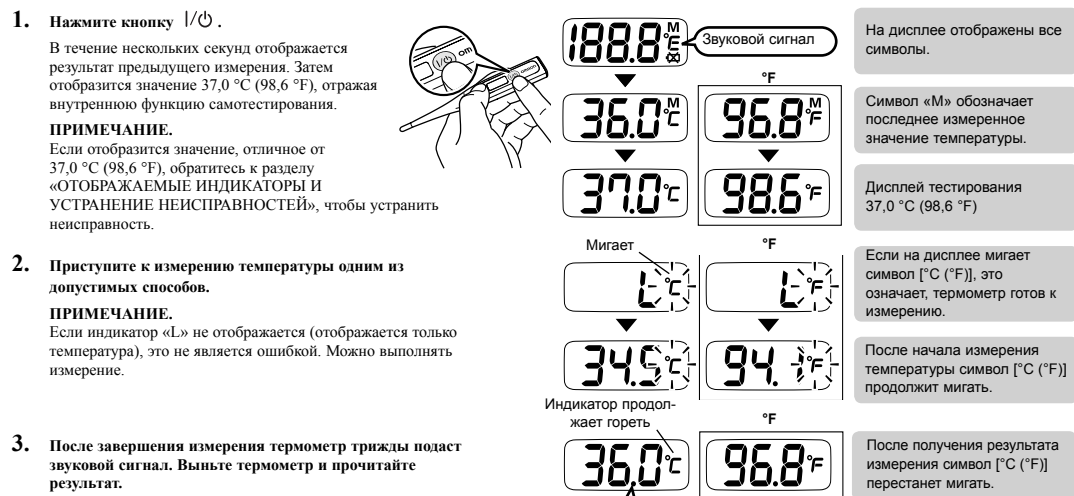 1. Нажмите кнопку |/⏻ .
В течение нескольких секунд отображается
результат предыдущего измерения. Затем
отобразится значение 37,0 °C (98,6 °F), отражая
внутреннюю функцию самотестирования.
ПРИМЕЧАНИЕ.
Если отобразится значение, отличное от
37,0 °C (98,6 °F), обратитесь к разделу
«ОТОБРАЖАЕМЫЕ ИНДИКАТОРЫ И
УСТРАНЕНИЕ НЕИСПРАВНОСТЕЙ», чтобы устранить
неисправность.
om
188.8 M °E
Звуковой сигнал
На дисплее отображены все
символы.
°F
36.0 M °C
96.8 M °F
Символ «M» обозначает
последнее измеренное
значение температуры.
37.0 °C
98.6 °F
Дисплей тестирования
37,0 °C (98,6 °F)
2. Приступите к измерению температуры одним из
допустимых способов.
ПРИМЕЧАНИЕ.
Если индикатор «L» не отображается (отображается только
температура), это не является ошибкой. Можно выполнять
измерение.
Мигает
°F
L °C
L °F
Если на дисплее мигает
символ [°C (°F)], это
означает, термометр готов к
измерению.
34.5 °C
94.1 °F
После начала измерения
температуры символ [°C (°F)]
продолжит мигать.
3. После завершения измерения термометр трижды подаст
звуковой сигнал. Выньте термометр и прочитайте
результат.
Индикатор продол-
жает гореть
°F
36.0 °C
96.8 °F
После получения результата
измерения символ [°C (°F)]
перестанет мигать.